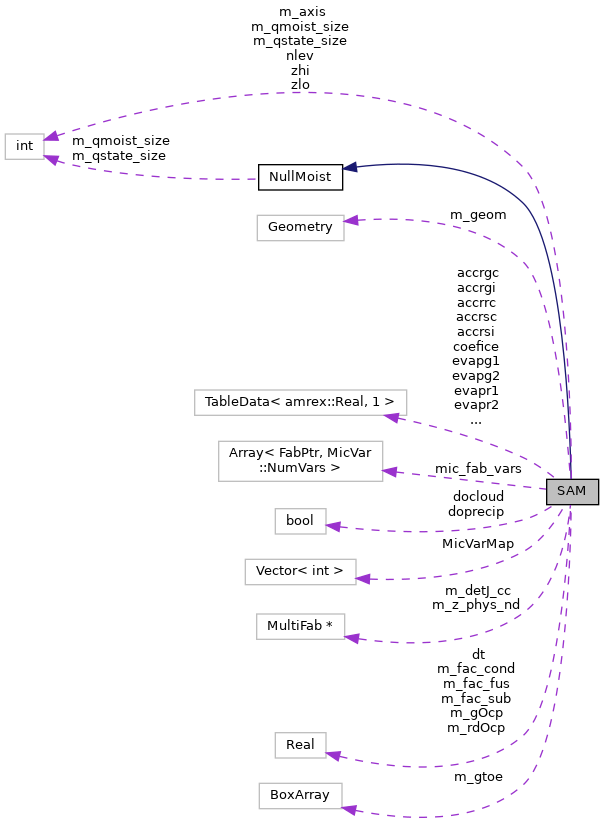 m_axis
m_qmoist_size
m_qstate_size
nlev
zhi
zlo
int
m_qmoist_size
m_qstate_size
NullMoist
m_geom
Geometry
accrgc
accrgi
accrrc
accrsc
accrsi
coefice
evapg1
evapg2
evapr1
evapr2
...
TableData< amrex::Real, 1 >
Array< FabPtr, MicVar
::NumVars >
mic_fab_vars
SAM
docloud
doprecip
bool
MicVarMap
Vector< int >
m_detJ_cc
m_z_phys_nd
MultiFab *
dt
m_fac_cond
m_fac_fus
m_fac_sub
m_gOcp
m_rdOcp
Real
m_gtoe
BoxArray